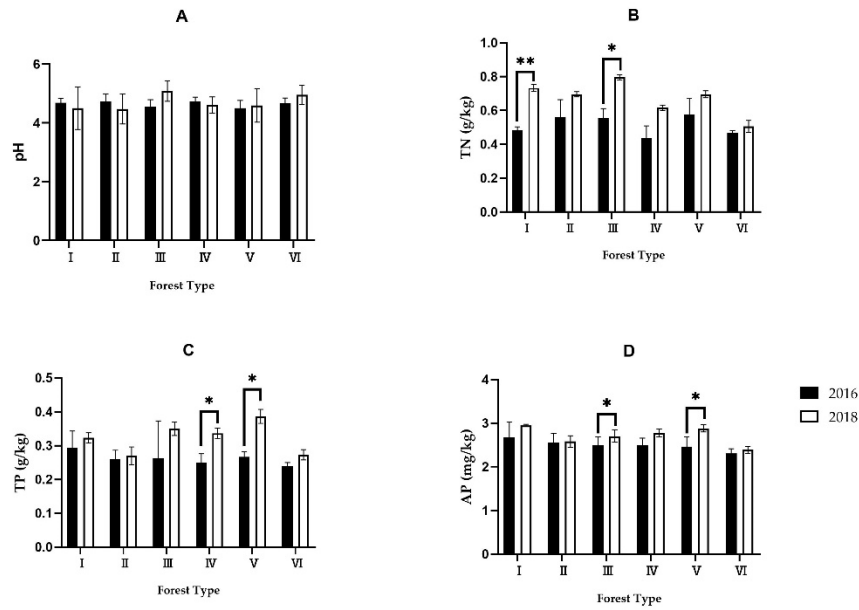 A
pH
6
4
2
0
Ⅰ Ⅱ Ⅲ Ⅳ Ⅴ Ⅵ
Forest Type
B
TN (g/kg)
1.0
0.8
0.6
0.4
0.2
0.0
** *
Ⅰ Ⅱ Ⅲ Ⅳ Ⅴ Ⅵ
Forest Type
C
TP (g/kg)
0.5
0.4
0.3
0.2
0.1
0.0
* *
Ⅰ Ⅱ Ⅲ Ⅳ Ⅴ Ⅵ
Forest Type
D
AP (mg/kg)
4
3
2
1
0
* *
Ⅰ Ⅱ Ⅲ Ⅳ Ⅴ Ⅵ
Forest Type
2016
2018